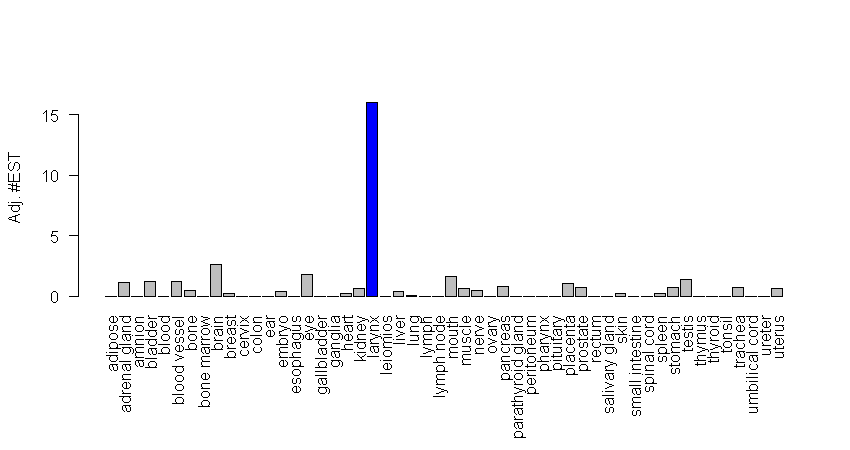 Adj. #EST
15
10
5
0
adipose
adrenal gland
amnion
bladder
blood
blood vessel
bone
bone marrow
brain
breast
cervix
colon
ear
embryo
esophagus
eye
gallbladder
ganglia
heart
kidney
larynx
leiomios
liver
lung
lymph
lymph node
mouth
muscle
nerve
ovary
pancreas
parathyroid gland
peritoneum
pharynx
pituitary
placenta
prostate
rectum
salivary gland
skin
small intestine
spinal cord
spleen
stomach
testis
thymus
thyroid
tonsil
trachea
umbilical cord
ureter
uterus